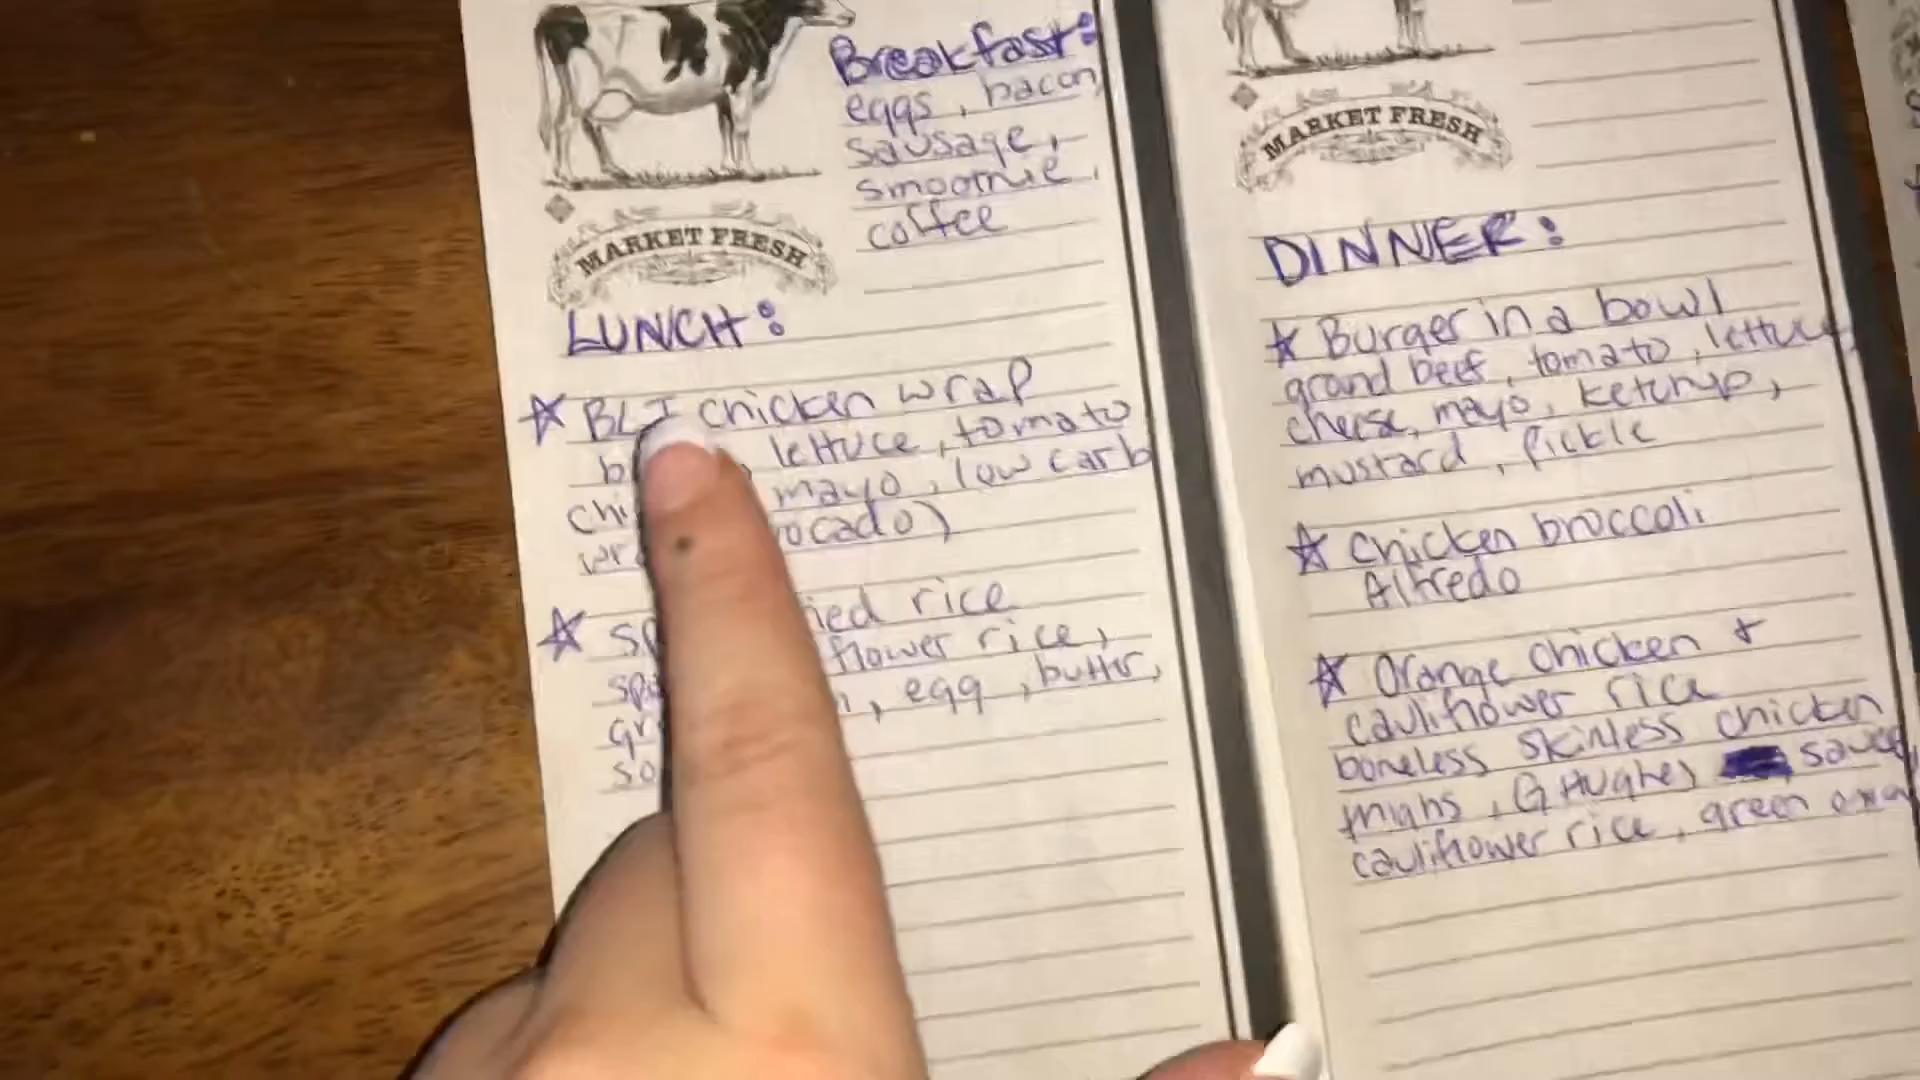 Breakfast:
eggs, bacon,
sausage,
smoothie,
coffee
MARKET FRESH
LUNCH:
BLT chicken wrap
lettuce, tomato
mayo, low carb
ocado)
ied rice
flower rice,
egg, butter,
MARKET FRESH
DINNER:
Burger in a bowl
grand beef, tomato, lettuce,
cheese, mayo, ketchup,
mustard, pickle
Chicken broccoli
Alfredo
Orange chicken +
cauliflower rice
boneless skinless chicken
thighs, G Hughes sauce,
cauliflower rice, green onion